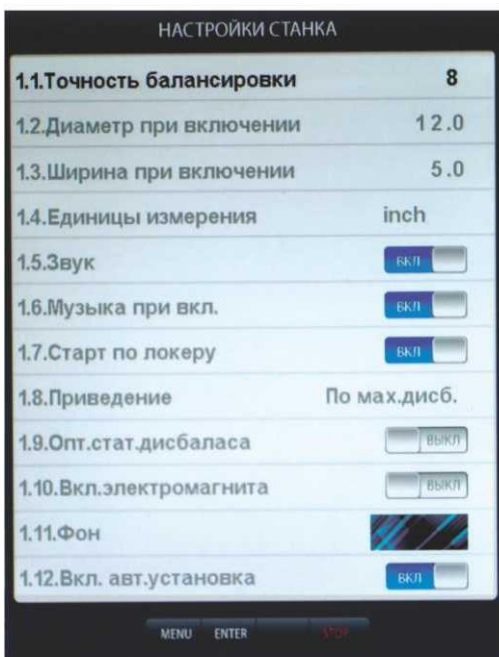 НАСТРОЙКИ СТАНКА
1.1.Точность балансировки 8
1.2.Диаметр при включении 12.0
1.3.Ширина при включении 5.0
1.4.Единицы измерения inch
1.5.Звук ВКЛ
1.6.Музыка при вкл. ВКЛ
1.7.Старт по локеру ВКЛ
1.8.Приведение По мах.дисб.
1.9.Опт.стат.дисбаласа ВЫКЛ
1.10.Вкл.электромагнита ВЫКЛ
1.11.Фон
1.12.Вкл. авт.установка ВКЛ
MENU ENTER STOP